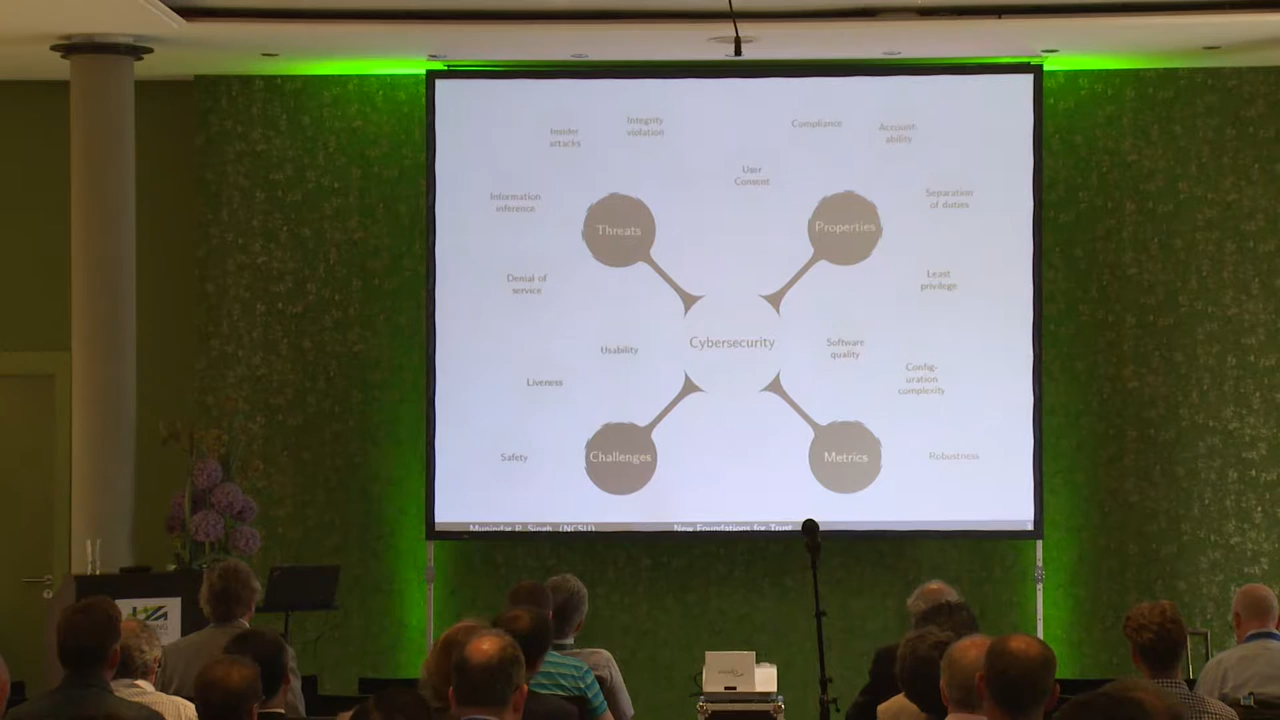 Integrity
violation
Insider
attacks
Compliance
Account-
ability
User
Consent
Information
inference
Separation
of duties
Threats
Properties
Denial of
service
Least
privilege
Cybersecurity
Usability
Software
quality
Liveness
Config-
uration
complexity
Safety
Challenges
Metrics
Robustness
Munindar P. Singh (NCSU)
New Foundations for Trust